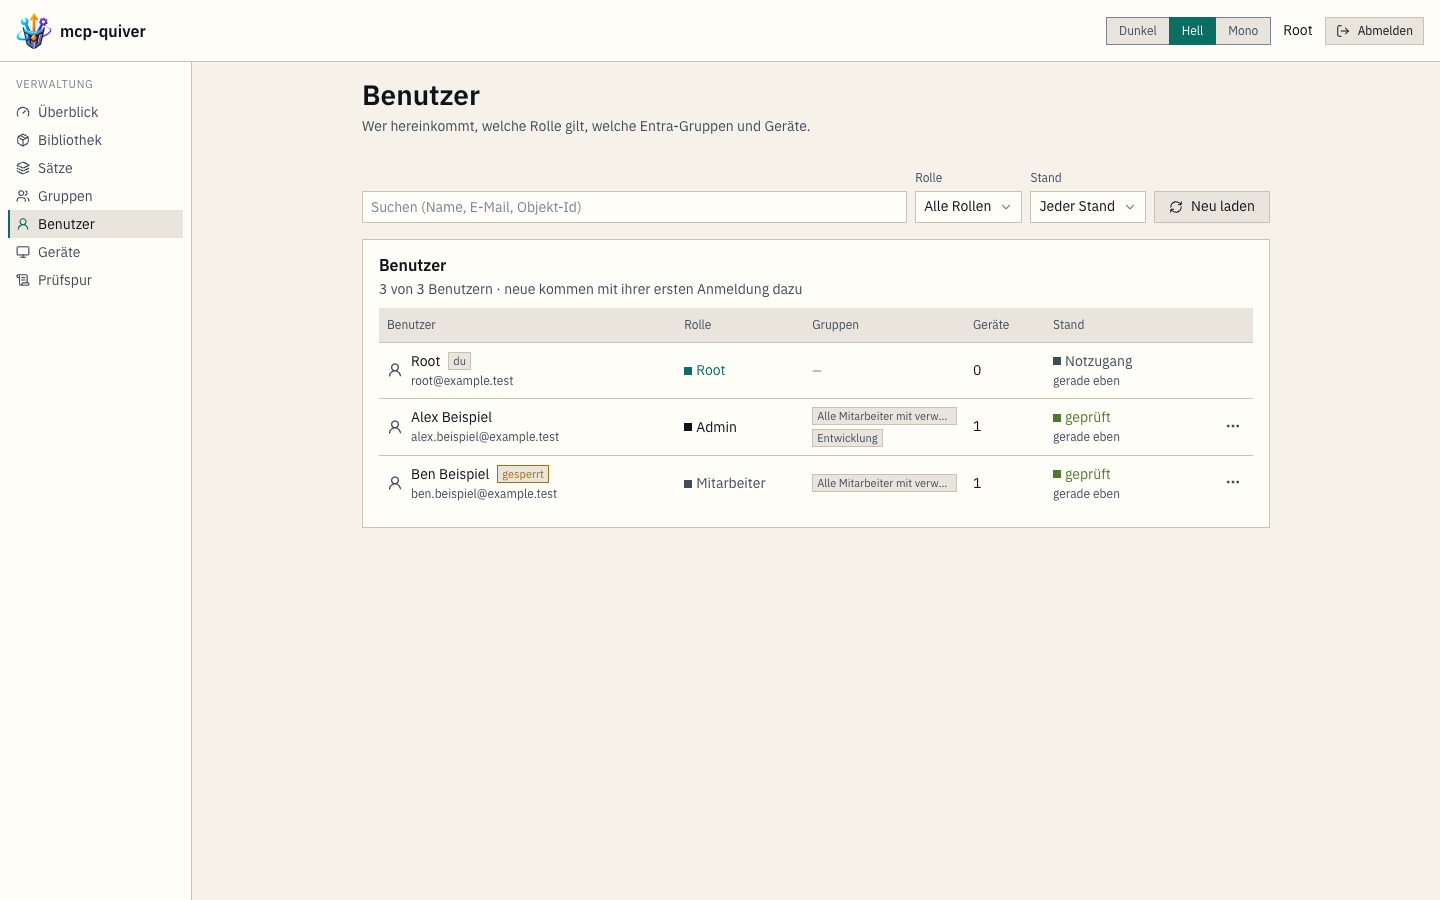 mcp-quiver
Dunkel Hell Mono Root Abmelden
VERWALTUNG
Überblick
Bibliothek
Sätze
Gruppen
Benutzer
Geräte
Prüfspur
Benutzer
Wer hereinkommt, welche Rolle gilt, welche Entra-Gruppen und Geräte.
Rolle Stand
Suchen (Name, E-Mail, Objekt-Id) Alle Rollen Jeder Stand Neu laden
Benutzer
3 von 3 Benutzern · neue kommen mit ihrer ersten Anmeldung dazu
Benutzer Rolle Gruppen Geräte Stand
Root du Root – 0 Notzugang
root@example.test gerade eben
Alex Beispiel Admin Alle Mitarbeiter mit verw... 1 geprüft
alex.beispiel@example.test Entwicklung gerade eben
Ben Beispiel gesperrt Mitarbeiter Alle Mitarbeiter mit verw... 1 geprüft
ben.beispiel@example.test gerade eben